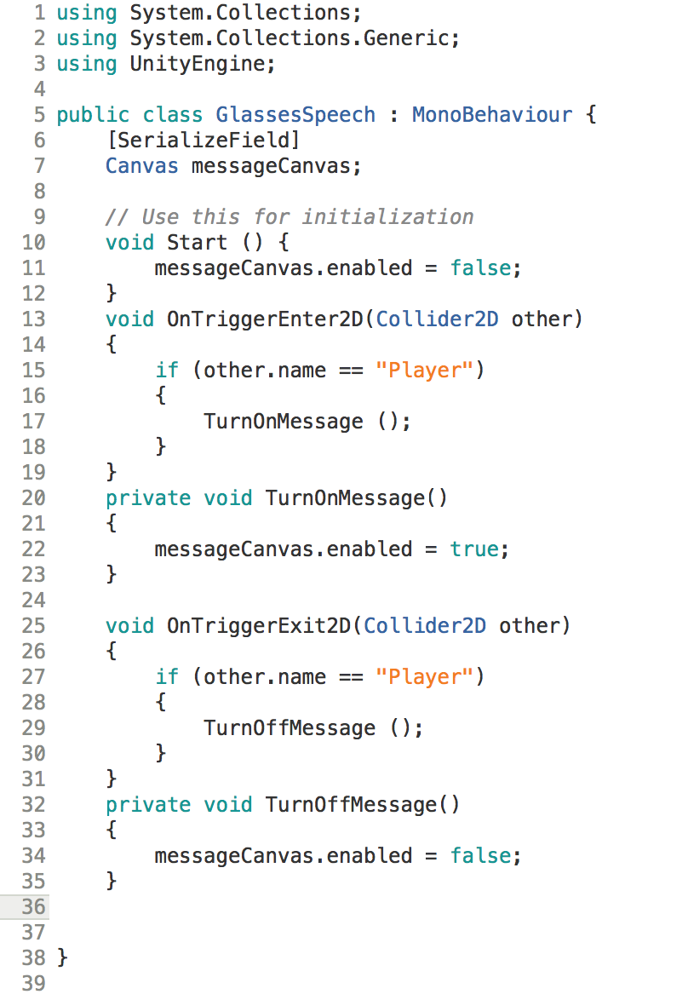 1 using System.Collections;
2 using System.Collections.Generic;
3 using UnityEngine;
4
5 public class GlassesSpeech : MonoBehaviour {
6     [SerializeField]
7     Canvas messageCanvas;
8
9     // Use this for initialization
10     void Start () {
11         messageCanvas.enabled = false;
12     }
13     void OnTriggerEnter2D(Collider2D other)
14     {
15         if (other.name == "Player")
16         {
17             TurnOnMessage ();
18         }
19     }
20     private void TurnOnMessage()
21     {
22         messageCanvas.enabled = true;
23     }
24
25     void OnTriggerExit2D(Collider2D other)
26     {
27         if (other.name == "Player")
28         {
29             TurnOffMessage ();
30         }
31     }
32     private void TurnOffMessage()
33     {
34         messageCanvas.enabled = false;
35     }
36
37
38 }
39